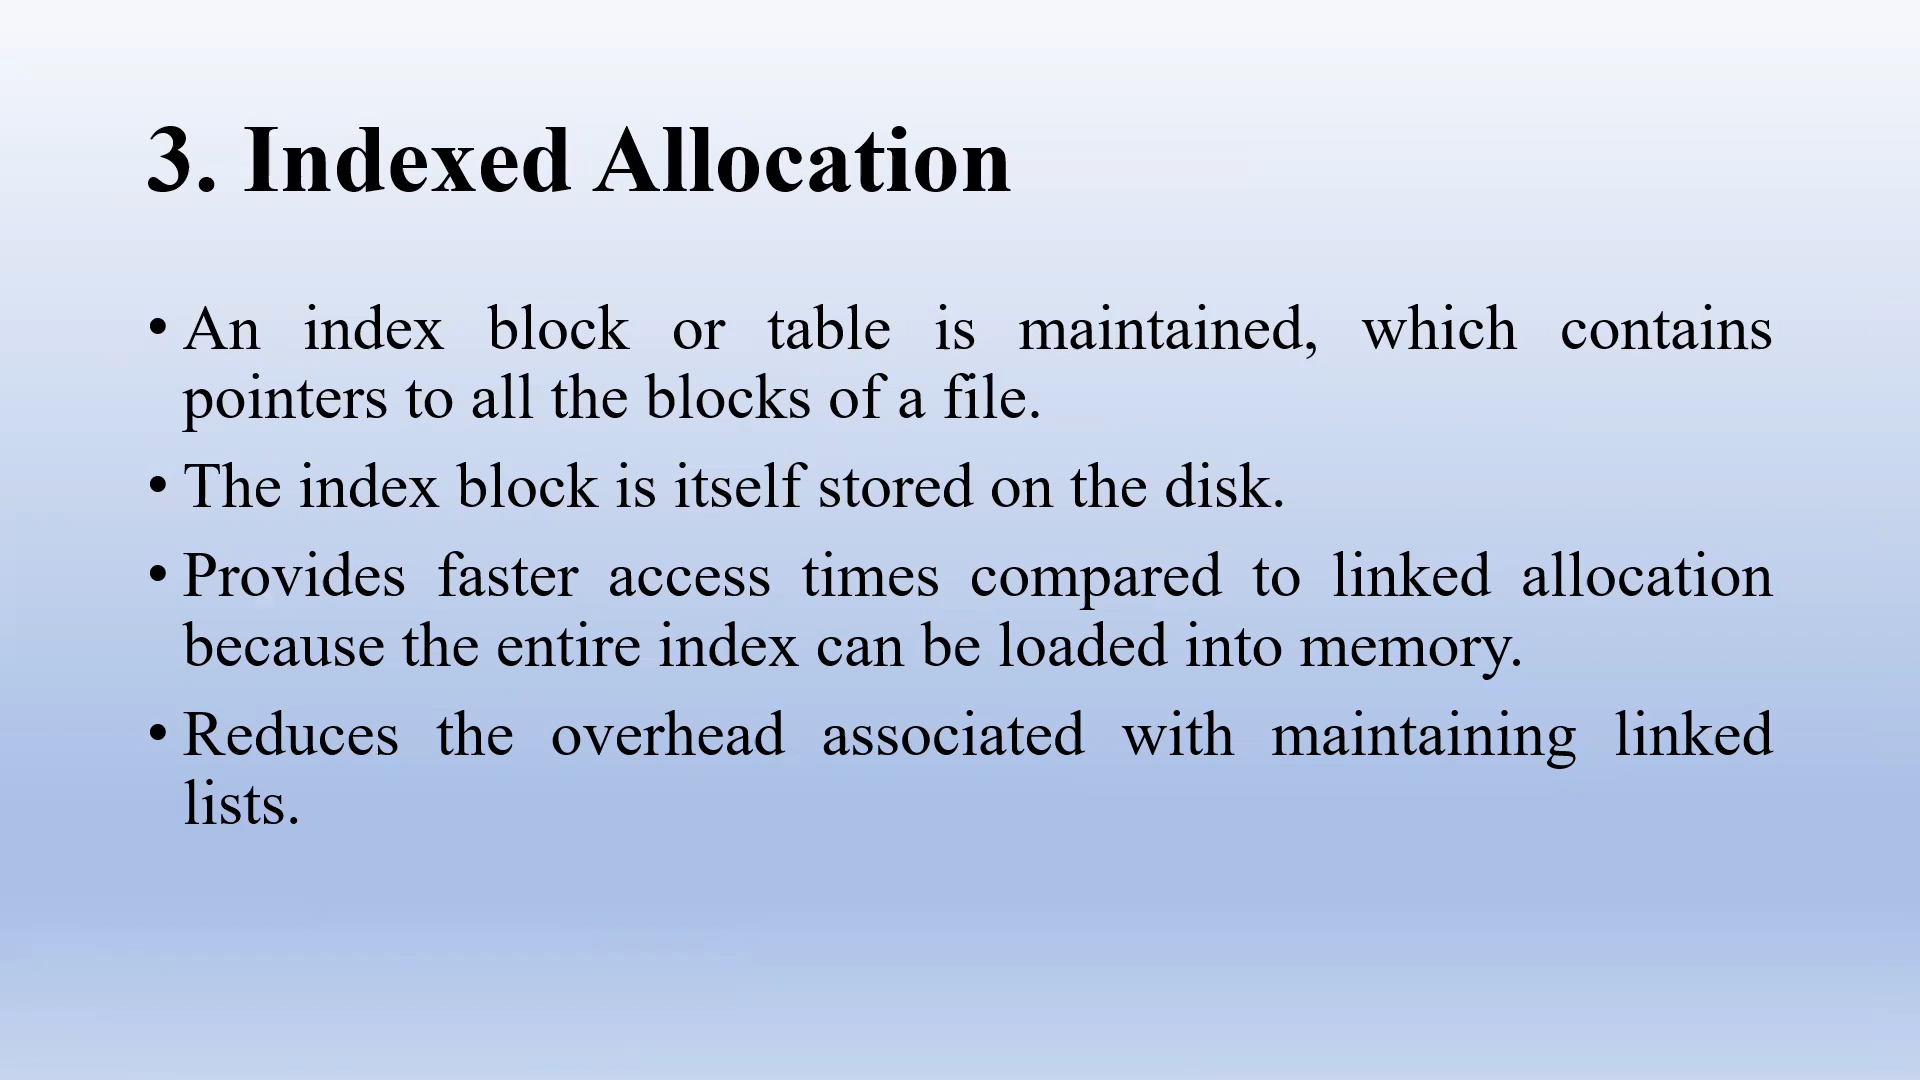 3. Indexed Allocation
• An index block or table is maintained, which contains
pointers to all the blocks of a file.
• The index block is itself stored on the disk.
• Provides faster access times compared to linked allocation
because the entire index can be loaded into memory.
• Reduces the overhead associated with maintaining linked
lists.